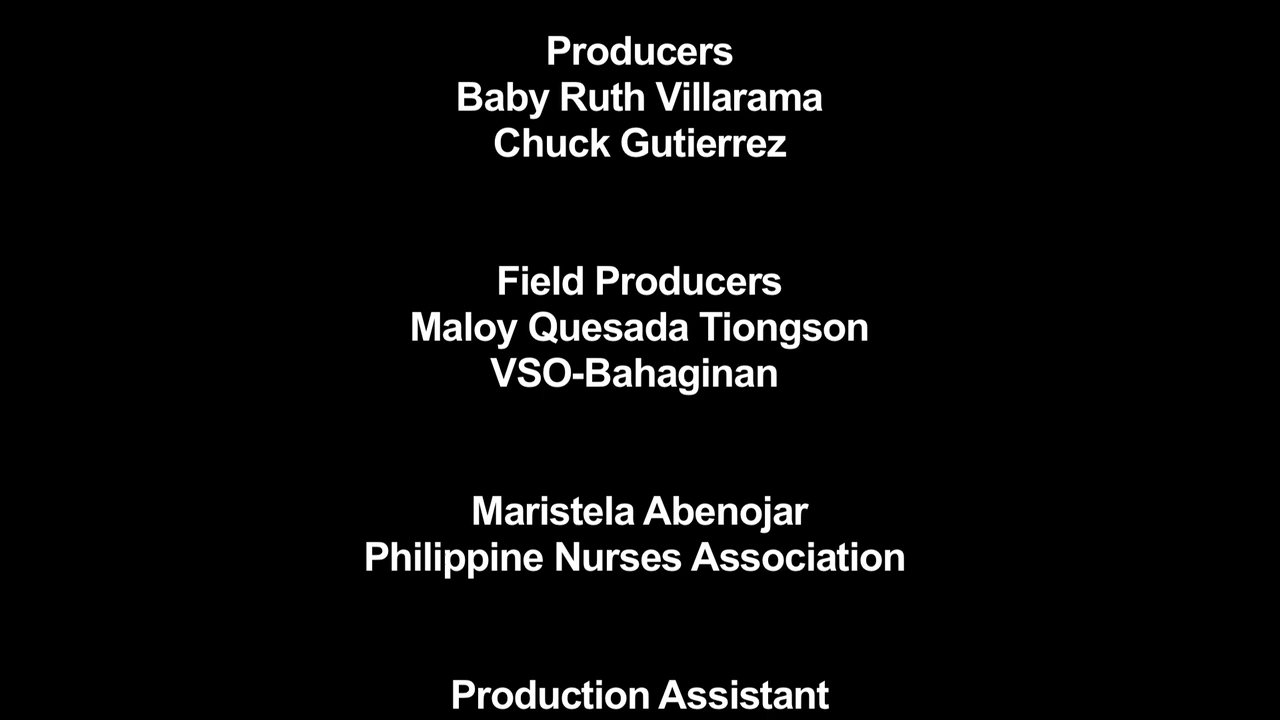 Producers
Baby Ruth Villarama
Chuck Gutierrez
Field Producers
Maloy Quesada Tiongson
VSO-Bahaginan
Maristela Abenojar
Philippine Nurses Association
Production Assistant